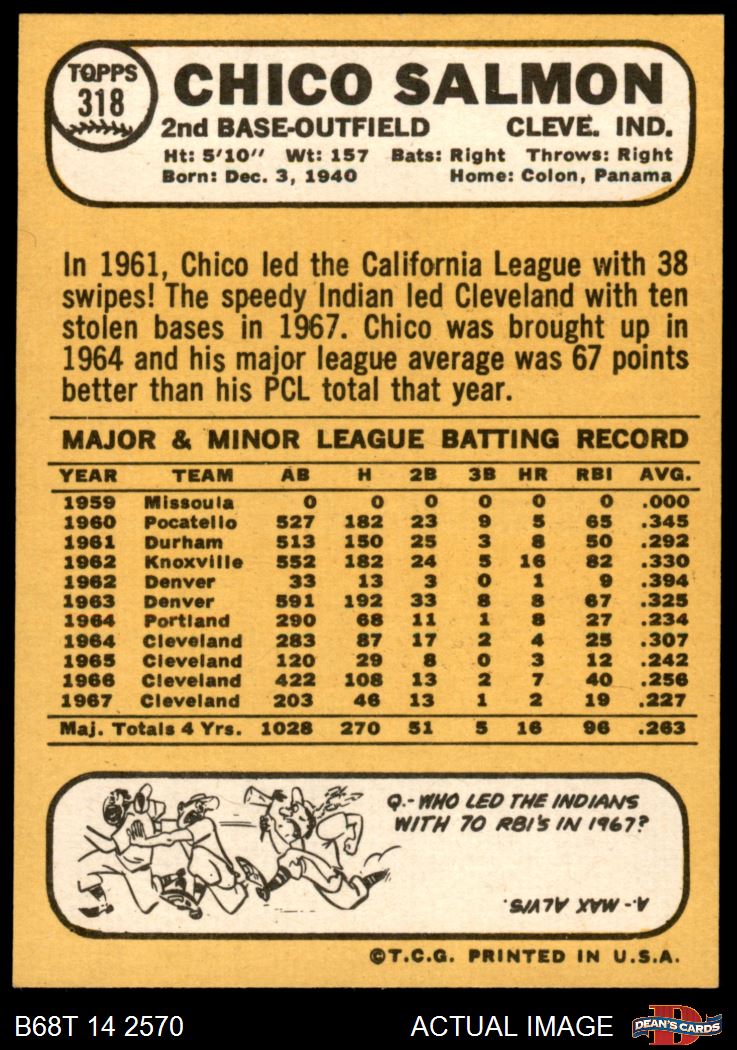 TOPPS
318
CHICO SALMON
2nd BASE-OUTFIELD CLEVE. IND.
Ht: 5'10" Wt: 157 Bats: Right Throws: Right
Born: Dec. 3, 1940 Home: Colon, Panama
In 1961, Chico led the California League with 38
swipes! The speedy Indian led Cleveland with ten
stolen bases in 1967. Chico was brought up in
1964 and his major league average was 67 points
better than his PCL total that year.
MAJOR & MINOR LEAGUE BATTING RECORD
YEAR TEAM AB H 2B 3B HR RBI AVG.
1959 Missoula 0 0 0 0 0 0 .000
1960 Pocatello 527 182 23 9 5 65 .345
1961 Durham 513 150 25 3 8 50 .292
1962 Knoxville 552 182 24 5 16 82 .330
1962 Denver 33 13 3 0 1 9 .394
1963 Denver 591 192 33 8 8 67 .325
1964 Portland 290 68 11 1 8 27 .234
1964 Cleveland 283 87 17 2 4 25 .307
1965 Cleveland 120 29 8 0 3 12 .242
1966 Cleveland 422 108 13 2 7 40 .256
1967 Cleveland 203 46 13 1 2 19 .227
Maj. Totals 4 Yrs. 1028 270 51 5 16 96 .263
Q.- WHO LED THE INDIANS
WITH 70 RBI'S IN 1967?
A. MAX ALVIS.
©T.C.G. PRINTED IN U.S.A.
B68T 14 2570 ACTUAL IMAGE
DEAN'S CARDS